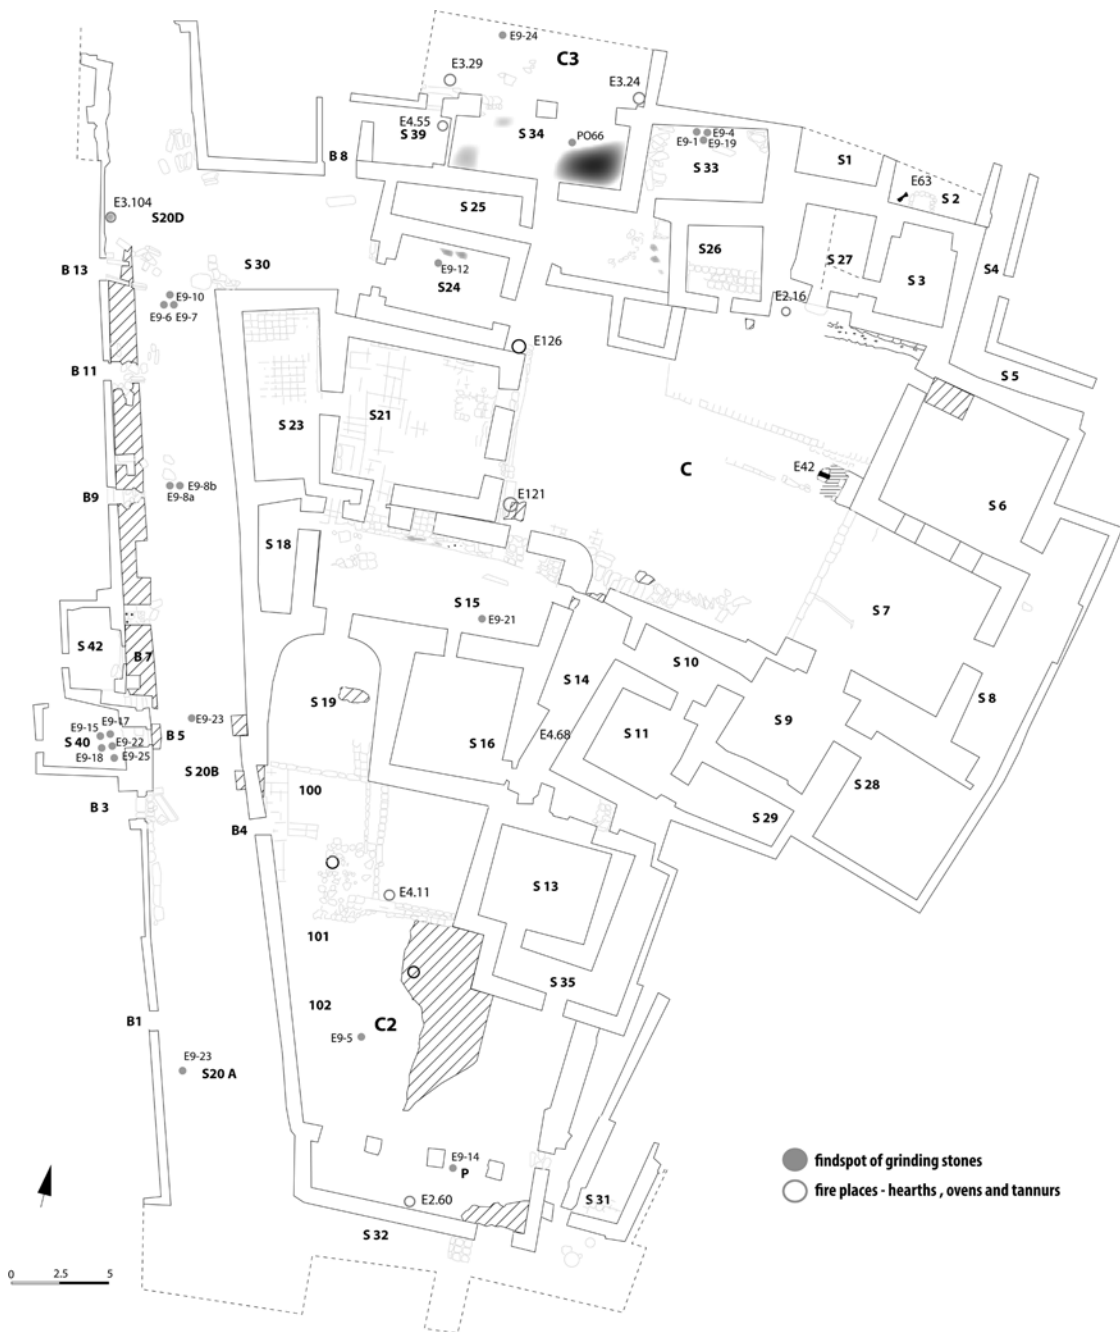 E9-24
C3
E3.29
E3.24
E4.55
S 39
S 34
PO66
E9-1
E9-4
E9-19
S 33
S1
E63
S 2
B 8
E3.104
S20D
S 25
S26
S 27
S 3
S4
B 13
S 30
E9-12
S24
E9-10
E9-6
E9-7
E2.16
E126
B 11
S 5
S 23
S21
C
E42
B9
E9-8b
E9-8a
E121
S 6
S 18
S 15
E9-21
S 7
S 42
B 7
S 10
S 14
S 19
S 8
E9-23
E9-17
E9-15
B 5
S 40
E9-22
E9-18
E9-25
S 16
E4.68
S 11
S 9
S 20B
100
S 28
B 3
B4
S 29
E4.11
S 13
101
S 35
102
B1
C2
E9-5
E9-23
S20 A
E9-14
P
findspot of grinding stones
fire places - hearths , ovens and tannurs
E2.60
S 31
S 32
0 2.5 5